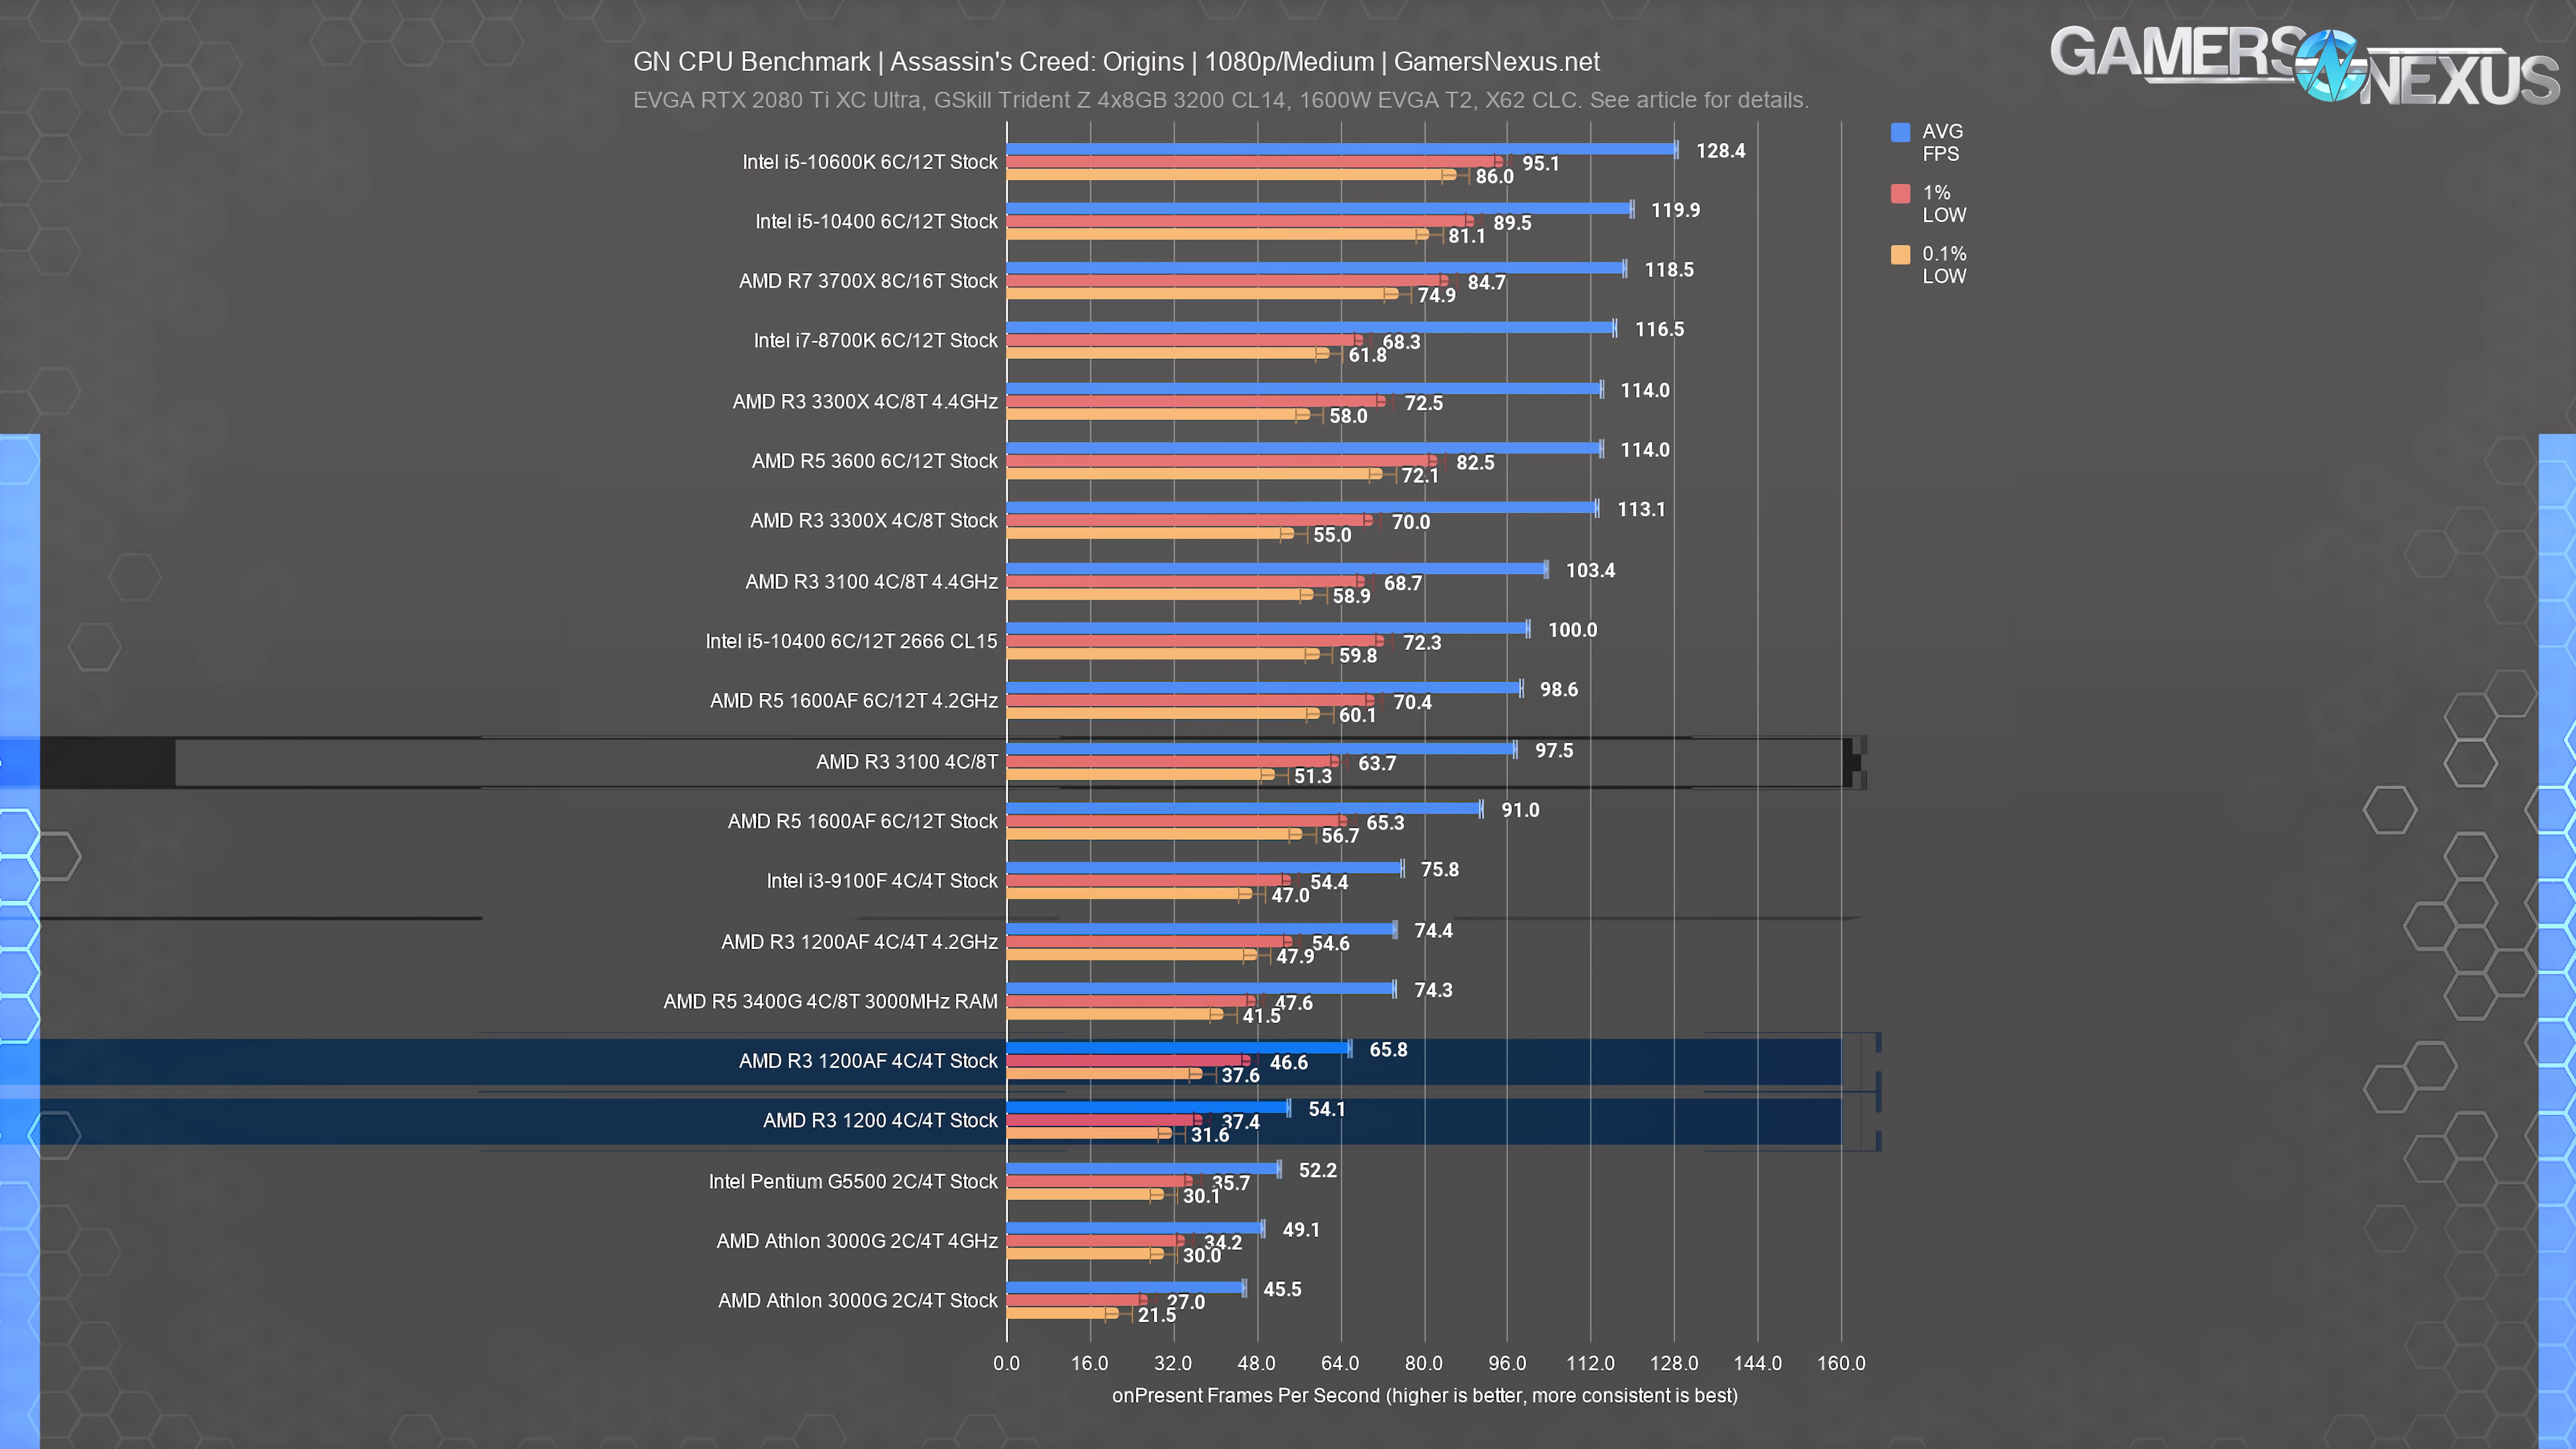 GAMERS NEXUS
GN CPU Benchmark | Assassin's Creed: Origins | 1080p/Medium | GamersNexus.net
EVGA RTX 2080 Ti XC Ultra, GSkill Trident Z 4x8GB 3200 CL14, 1600W EVGA T2, X62 CLC. See article for details.
AVG
FPS
1%
LOW
0.1%
LOW
Intel i5-10600K 6C/12T Stock
128.4
95.1
86.0
Intel i5-10400 6C/12T Stock
119.9
89.5
81.1
AMD R7 3700X 8C/16T Stock
118.5
84.7
74.9
Intel i7-8700K 6C/12T Stock
116.5
68.3
61.8
AMD R3 3300X 4C/8T 4.4GHz
114.0
72.5
58.0
AMD R5 3600 6C/12T Stock
114.0
82.5
72.1
AMD R3 3300X 4C/8T Stock
113.1
70.0
55.0
AMD R3 3100 4C/8T 4.4GHz
103.4
68.7
58.9
Intel i5-10400 6C/12T 2666 CL15
100.0
72.3
59.8
AMD R5 1600AF 6C/12T 4.2GHz
98.6
70.4
60.1
AMD R3 3100 4C/8T
97.5
63.7
51.3
AMD R5 1600AF 6C/12T Stock
91.0
65.3
56.7
Intel i3-9100F 4C/4T Stock
75.8
54.4
47.0
AMD R3 1200AF 4C/4T 4.2GHz
74.4
54.6
47.9
AMD R5 3400G 4C/8T 3000MHz RAM
74.3
47.6
41.5
AMD R3 1200AF 4C/4T Stock
65.8
46.6
37.6
AMD R3 1200 4C/4T Stock
54.1
37.4
31.6
Intel Pentium G5500 2C/4T Stock
52.2
35.7
30.1
AMD Athlon 3000G 2C/4T 4GHz
49.1
34.2
30.0
AMD Athlon 3000G 2C/4T Stock
45.5
27.0
21.5
0.0 16.0 32.0 48.0 64.0 80.0 96.0 112.0 128.0 144.0 160.0
onPresent Frames Per Second (higher is better, more consistent is best)